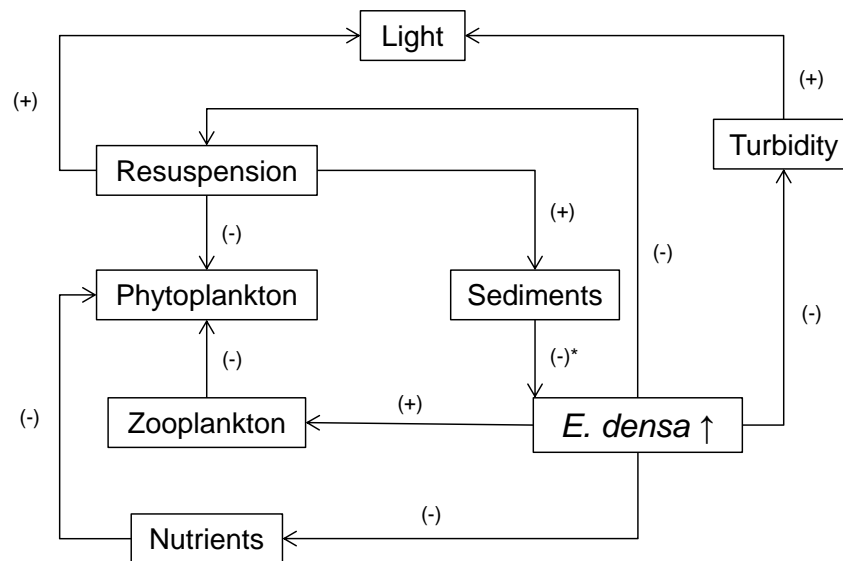 Light
(+)
(+)
Turbidity
Resuspension
(+)
(-)
(-)
Phytoplankton
Sediments
(-)
(-)
(-)*
(-)
Zooplankton
(+)
E. densa ↑
(-)
Nutrients